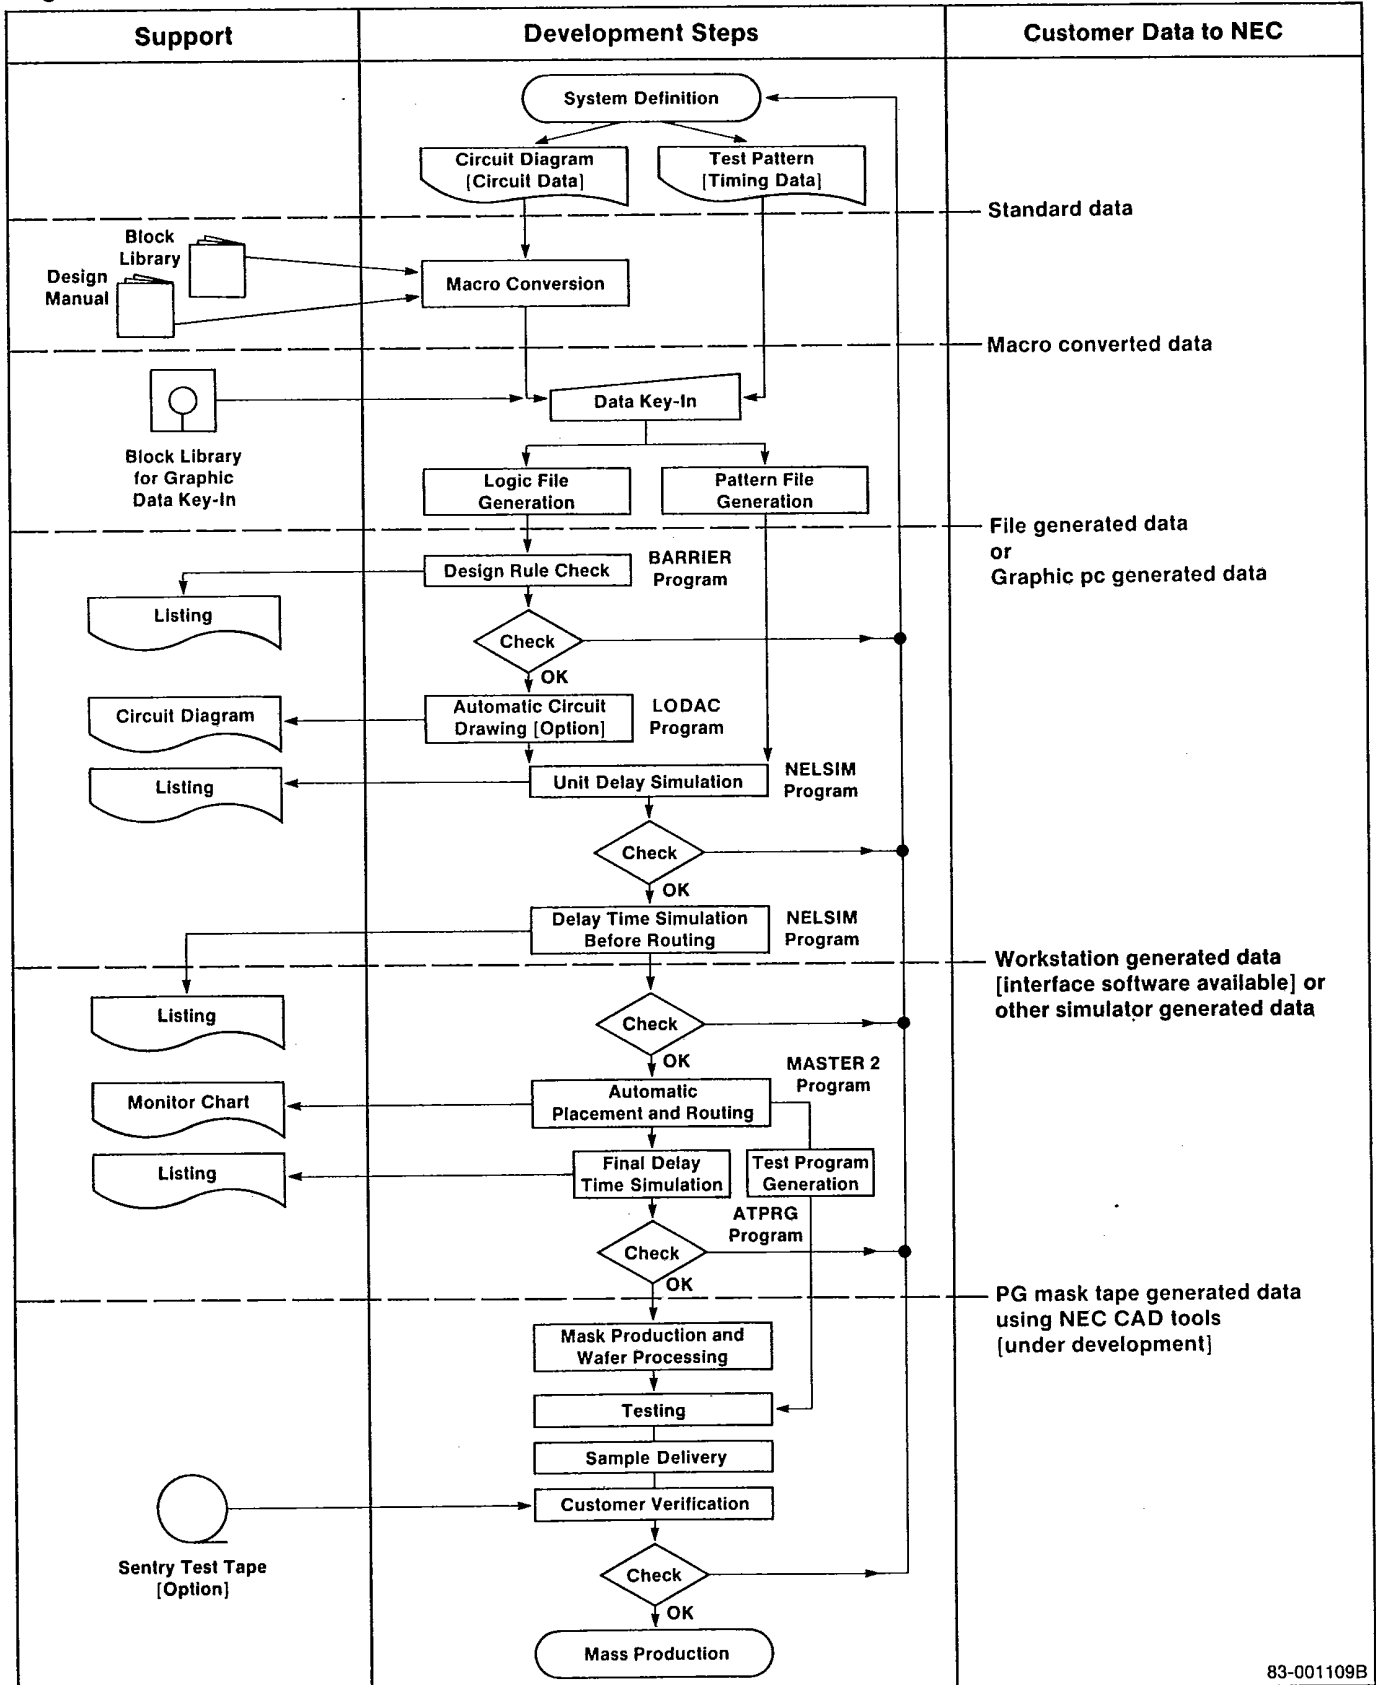 Support
Development Steps
Customer Data to NEC
System Definition
Circuit Diagram
[Circuit Data]
Test Pattern
[Timing Data]
Standard data
Block
Library
Design
Manual
Macro Conversion
Macro converted data
Data Key-In
Block Library
for Graphic
Data Key-In
Logic File
Generation
Pattern File
Generation
File generated data
or
Graphic pc generated data
Design Rule Check
BARRIER
Program
Listing
Check
OK
Circuit Diagram
Automatic Circuit
Drawing [Option]
LODAC
Program
Listing
Unit Delay Simulation
NELSIM
Program
Check
OK
Delay Time Simulation
Before Routing
NELSIM
Program
Workstation generated data
[interface software available] or
other simulator generated data
Listing
Check
OK
MASTER 2
Program
Monitor Chart
Automatic
Placement and Routing
Listing
Final Delay
Time Simulation
Test Program
Generation
ATPRG
Program
Check
OK
PG mask tape generated data
using NEC CAD tools
[under development]
Mask Production and
Wafer Processing
Testing
Sample Delivery
Customer Verification
Sentry Test Tape
[Option]
Check
OK
Mass Production
83-001109B